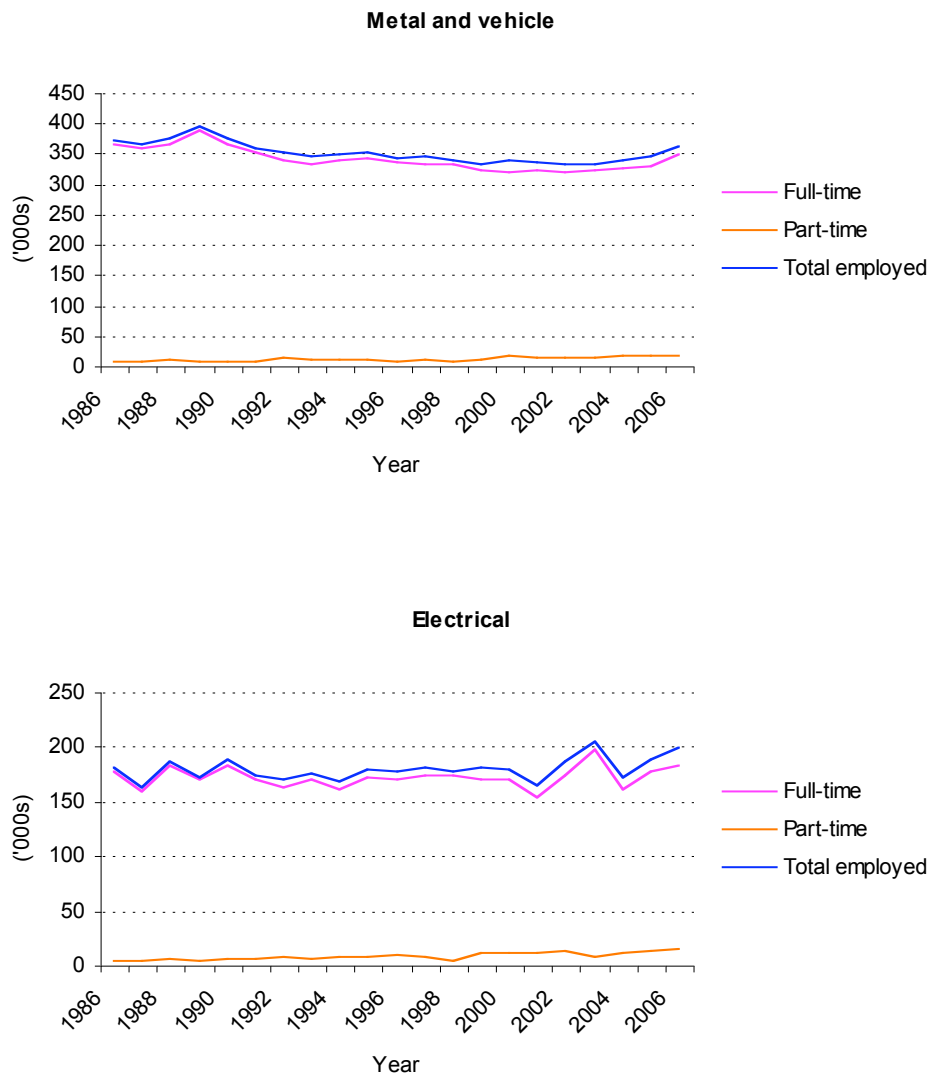 Metal and vehicle
450
400
350
300
250
200
150
100
50
0
('000s)
1986 1988 1990 1992 1994 1996 1998 2000 2002 2004 2006
Year
Full-time
Part-time
Total employed
Electrical
250
200
150
100
50
0
('000s)
1986 1988 1990 1992 1994 1996 1998 2000 2002 2004 2006
Year
Full-time
Part-time
Total employed